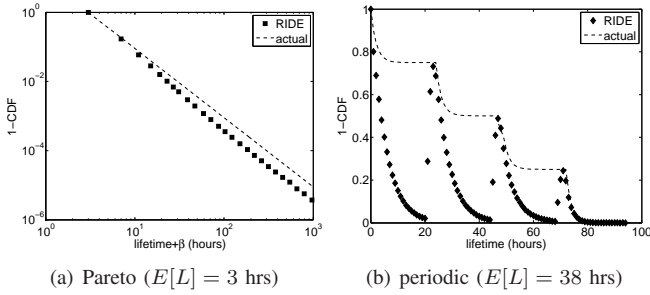 10^0
10^-2
10^-4
10^-6
10^0
10^1
10^2
10^3
1−CDF
lifetime+β (hours)
RIDE
actual
1
0.8
0.6
0.4
0.2
0
0
20
40
60
80
100
1−CDF
lifetime (hours)
RIDE
actual
(a) Pareto (E[L] = 3 hrs)
(b) periodic (E[L] = 38 hrs)